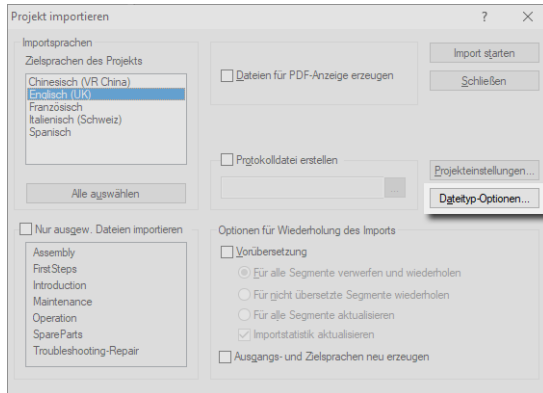 Projekt importieren
? ×
Importsprachen
Zielsprachen des Projekts
Chinesisch (VR China)
Englisch (UK)
Französisch
Italienisch (Schweiz)
Spanisch
Alle auswählen
Dateien für PDF-Anzeige erzeugen
Protokolldatei erstellen
...
Import starten
Schließen
Projekteinstellungen...
Dateityp-Optionen...
Nur ausgew. Dateien importieren
Assembly
FirstSteps
Introduction
Maintenance
Operation
SpareParts
Troubleshooting-Repair
Optionen für Wiederholung des Imports
Vorübersetzung
Für alle Segmente verwerfen und wiederholen
Für nicht übersetzte Segmente wiederholen
Für alle Segmente aktualisieren
Importstatistik aktualisieren
Ausgangs- und Zielsprachen neu erzeugen